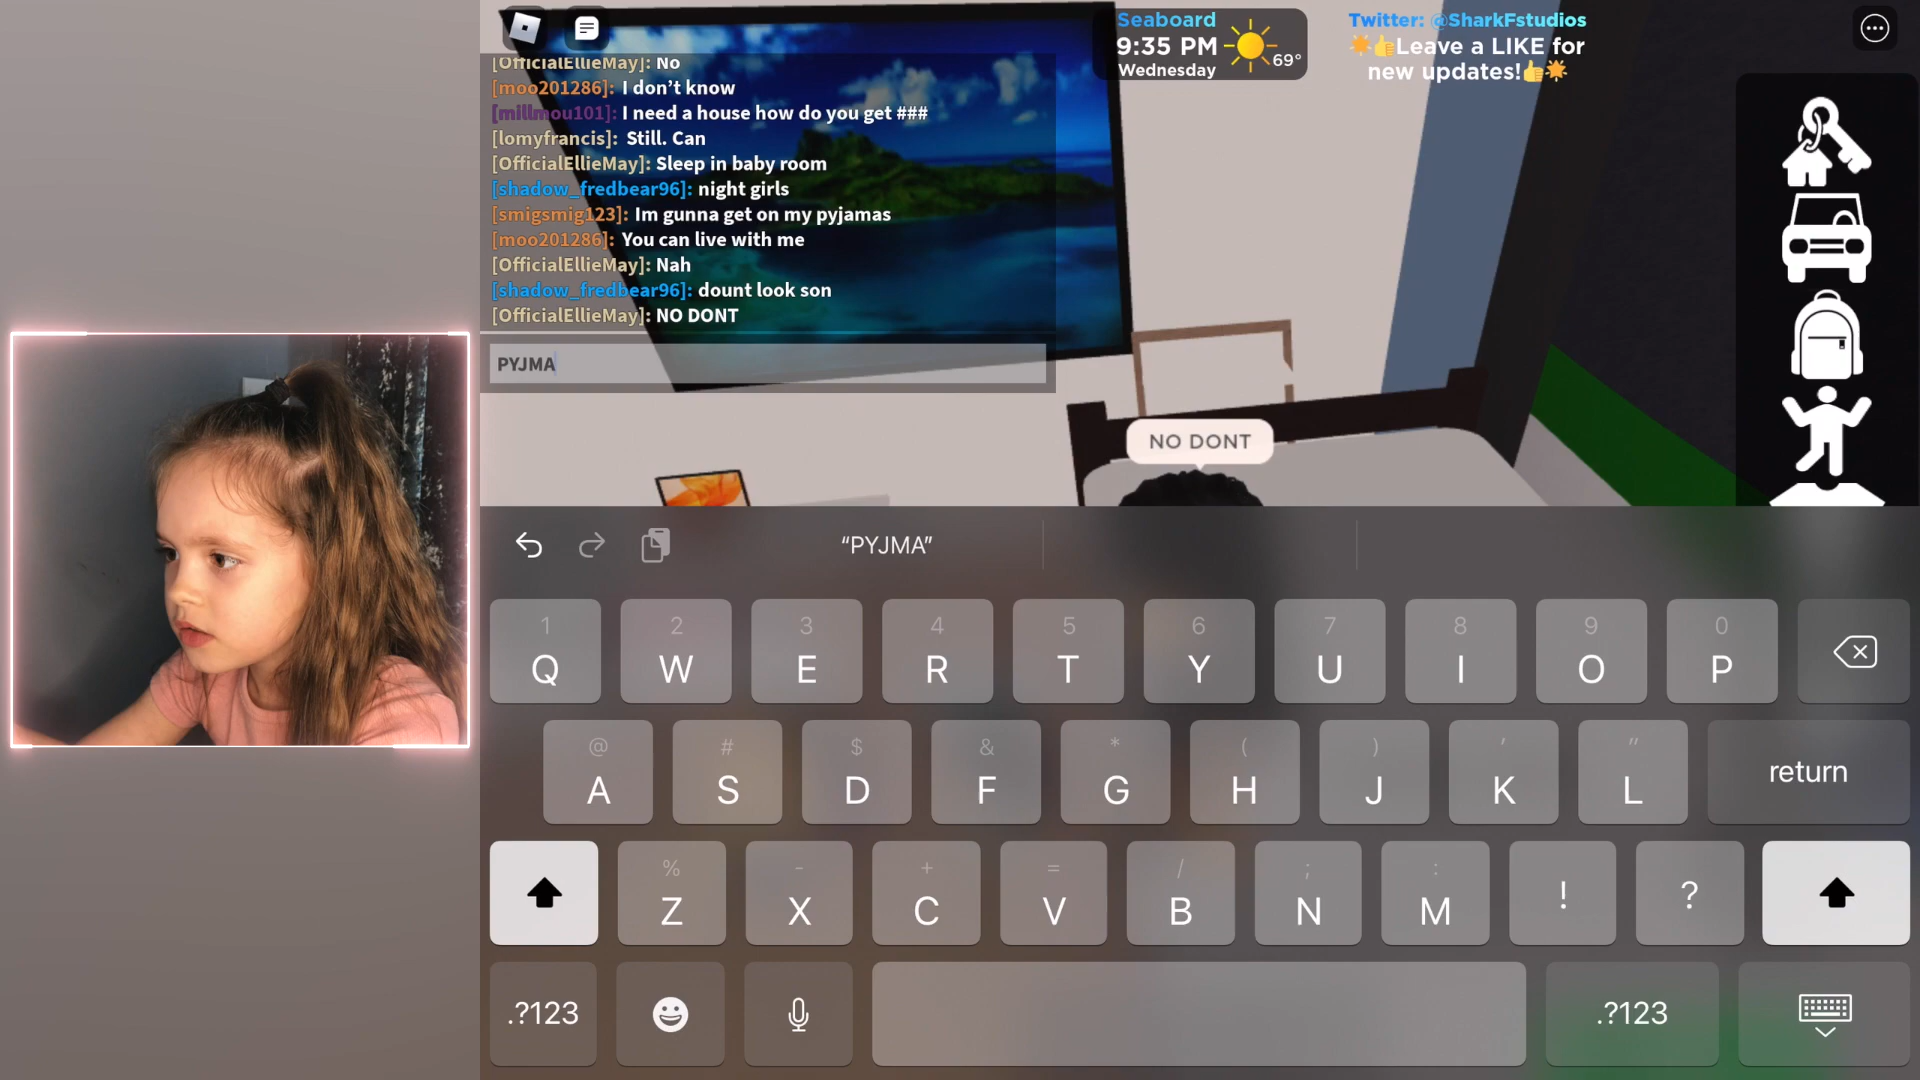 [OfficialEllieMay]: No
[moo201286]: I don't know
[millmou101]: I need a house how do you get ###
[lomyfrancis]: Still. Can
[OfficialEllieMay]: Sleep in baby room
[shadow_fredbear96]: night girls
[smigsmig123]: Im gunna get on my pyjamas
[moo201286]: You can live with me
[OfficialEllieMay]: Nah
[shadow_fredbear96]: dount look son
[OfficialEllieMay]: NO DONT
PYJMA
Seaboard
9:35 PM
69°
Wednesday
Twitter: @SharkFstudios
Leave a LIKE for
new updates!
NO DONT
“PYJMA”
1 2 3 4 5 6 7 8 9 0
Q W E R T Y U I O P
@ # $ & * ( ) ' "
A S D F G H J K L return
% - + = / ; :
Z X C V B N M ! ?
.?123 .?123